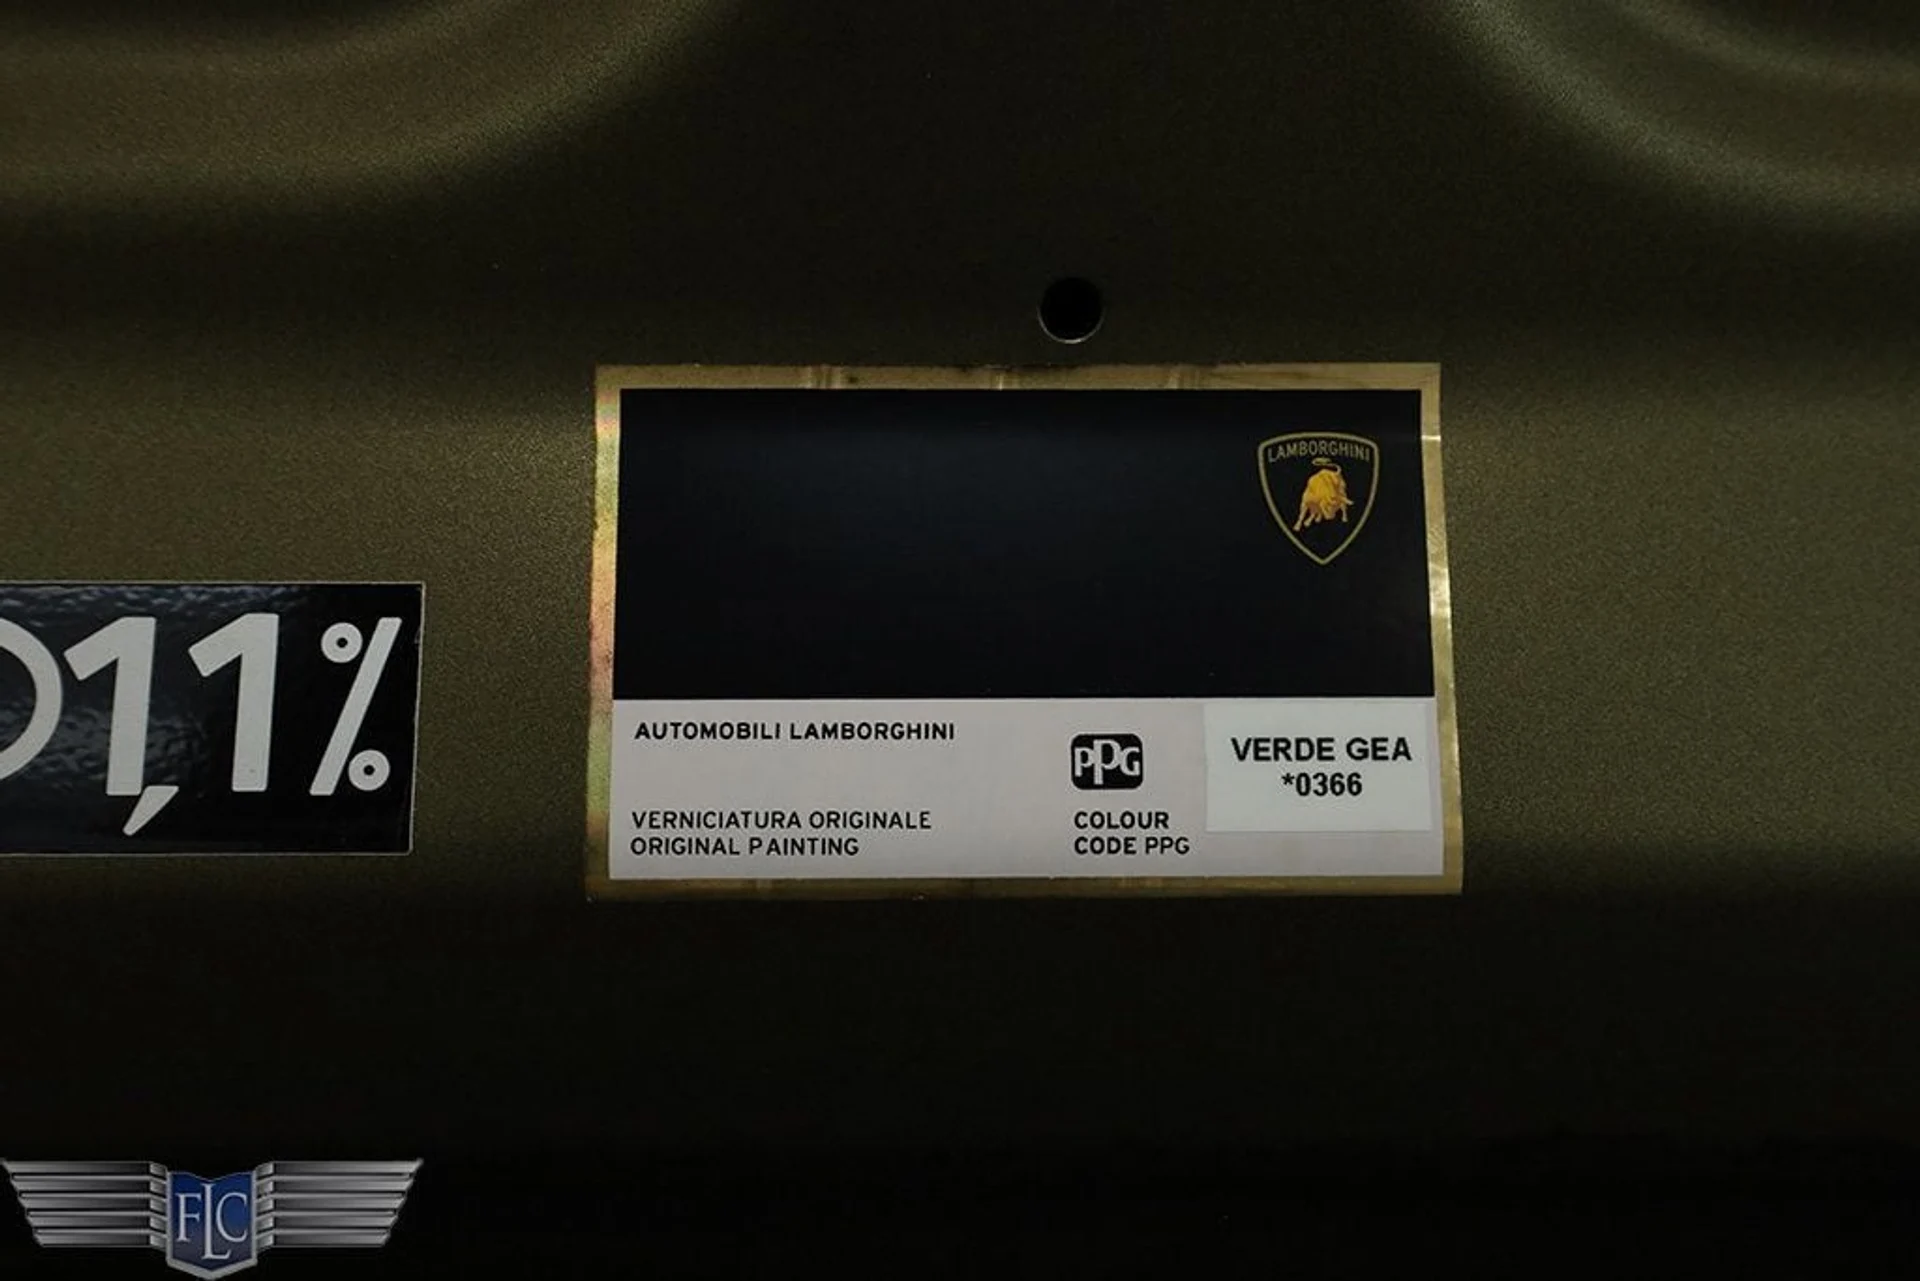 LAMBORGHINI
1,1%
AUTOMOBILI LAMBORGHINI
PPG
VERDE GEA
*0366
VERNICIATURA ORIGINALE
ORIGINAL PAINTING
COLOUR
CODE PPG
FLC